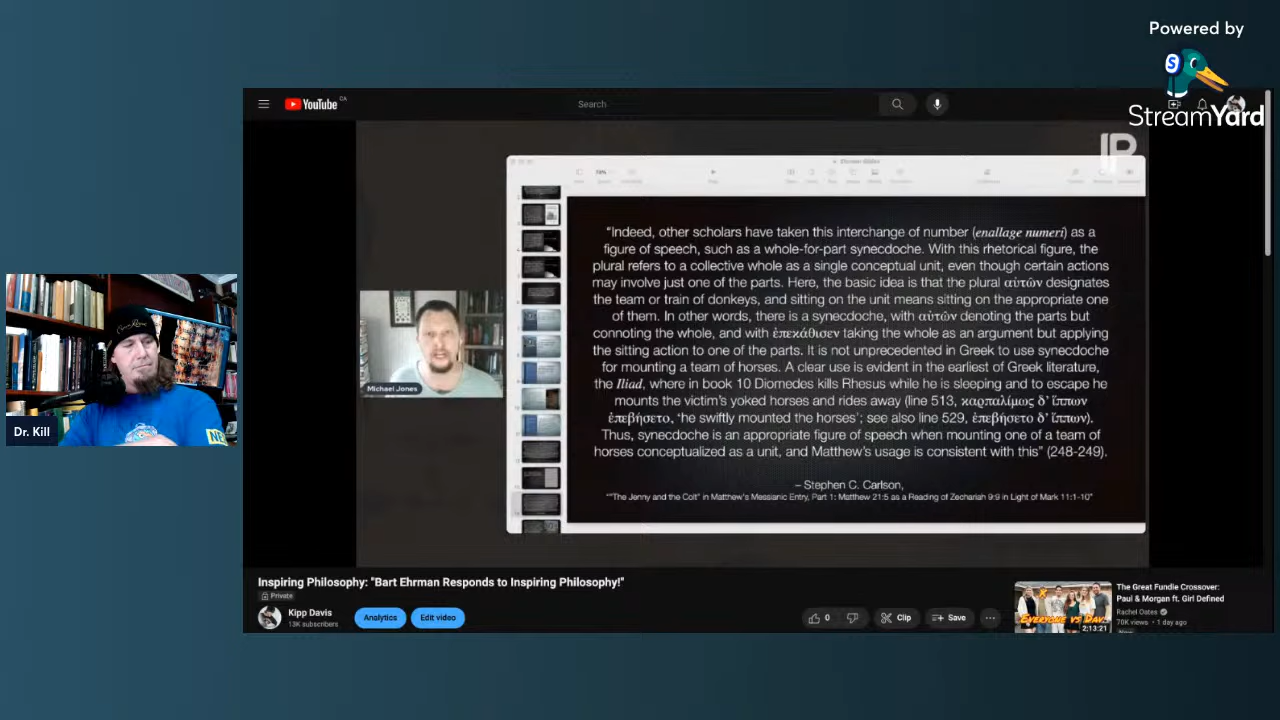 Powered by
StreamYard
YouTube CA
Search
IP
Ehrman Slides
"Indeed, other scholars have taken this interchange of number (enallage numeri) as a
figure of speech, such as a whole-for-part synecdoche. With this rhetorical figure, the
plural refers to a collective whole as a single conceptual unit, even though certain actions
may involve just one of the parts. Here, the basic idea is that the plural αὐτῶν designates
the team or train of donkeys, and sitting on the unit means sitting on the appropriate one
of them. In other words, there is a synecdoche, with αὐτῶν denoting the parts but
connoting the whole, and with ἐπεκάθισεν taking the whole as an argument but applying
the sitting action to one of the parts. It is not unprecedented in Greek to use synecdoche
for mounting a team of horses. A clear use is evident in the earliest of Greek literature,
the Iliad, where in book 10 Diomedes kills Rhesus while he is sleeping and to escape he
mounts the victim's yoked horses and rides away (line 513, καρπαλίμως δ' ἵππων
ἐπεβήσετο, 'he swiftly mounted the horses'; see also line 529, ἐπεβήσετο δ' ἵππων).
Thus, synecdoche is an appropriate figure of speech when mounting one of a team of
horses conceptualized as a unit, and Matthew's usage is consistent with this" (248-249).
– Stephen C. Carlson,
""The Jenny and the Colt" in Matthew's Messianic Entry, Part 1: Matthew 21:5 as a Reading of Zechariah 9:9 in Light of Mark 11:1-10"
Michael Jones
Dr. Kill
Inspiring Philosophy: "Bart Ehrman Responds to Inspiring Philosophy!"
Private
Kipp Davis
13K subscribers
Analytics
Edit video
0
Clip
Save
EVERYONE VS DAV
2:13:21
The Great Fundie Crossover:
Paul & Morgan ft. Girl Defined
Rachel Oates
70K views • 1 day ago
New